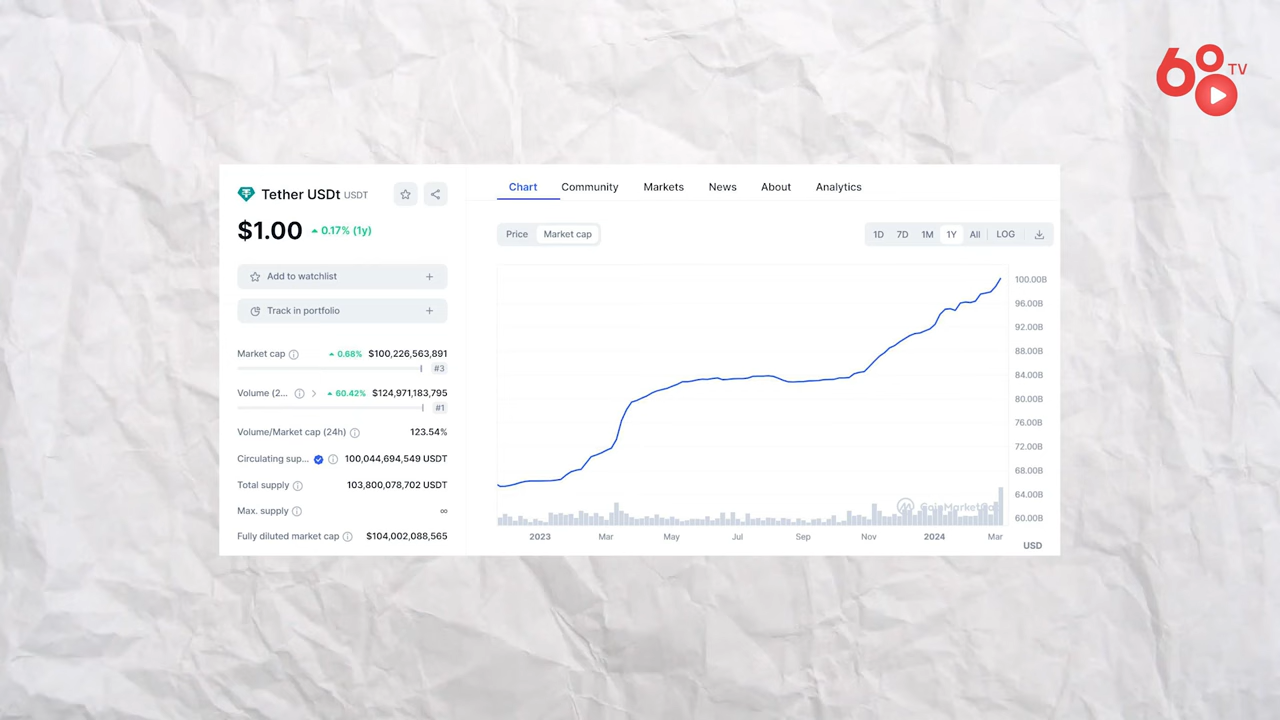 68 TV
Tether USDt USDT
$1.00 0.17% (1y)
Add to watchlist +
Track in portfolio +
Market cap 0.68% $100,226,563,891
#3
Volume (2... 60.42% $124,971,183,795
#1
Volume/Market cap (24h) 123.54%
Circulating sup... 100,044,694,549 USDT
Total supply 103,800,078,702 USDT
Max. supply ∞
Fully diluted market cap $104,002,088,565
Chart Community Markets News About Analytics
Price Market cap
1D 7D 1M 1Y All LOG
100.00B
96.00B
92.00B
88.00B
84.00B
80.00B
76.00B
72.00B
68.00B
64.00B
60.00B
CoinMarketCap
2023 Mar May Jul Sep Nov 2024 Mar
USD